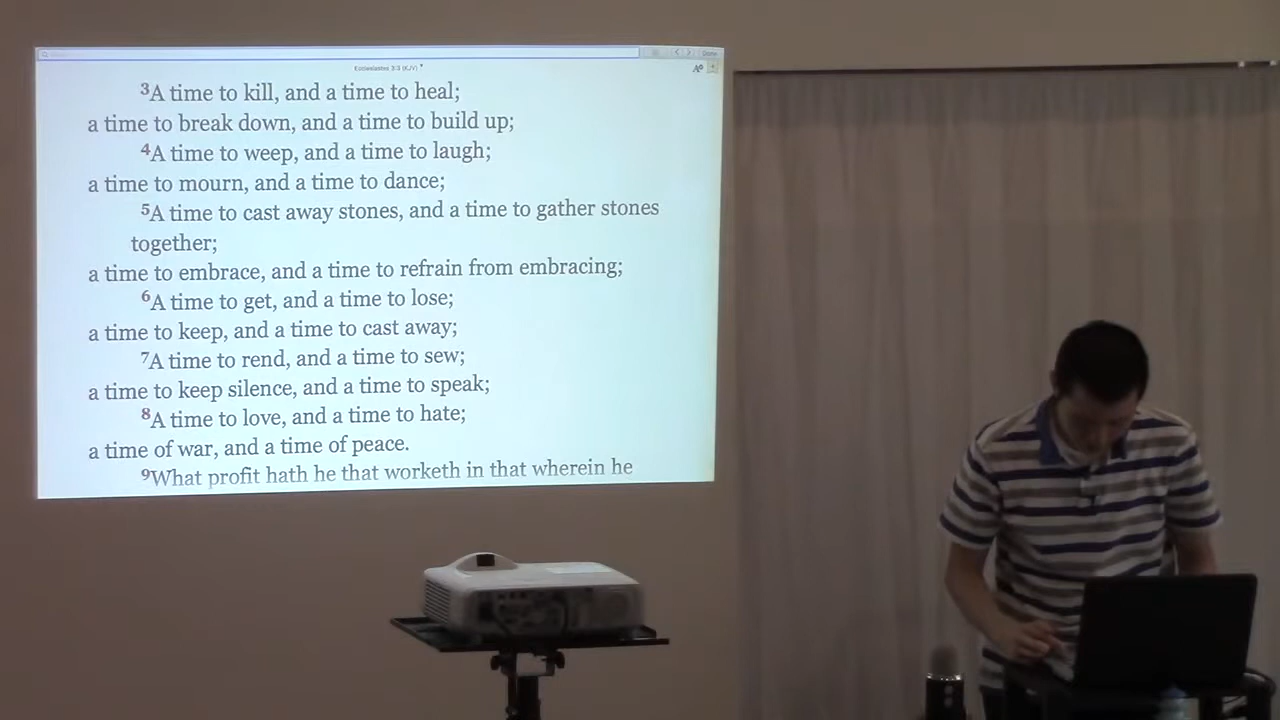 Ecclesiastes 3:3 (KJV)
3A time to kill, and a time to heal;
a time to break down, and a time to build up;
4A time to weep, and a time to laugh;
a time to mourn, and a time to dance;
5A time to cast away stones, and a time to gather stones
together;
a time to embrace, and a time to refrain from embracing;
6A time to get, and a time to lose;
a time to keep, and a time to cast away;
7A time to rend, and a time to sew;
a time to keep silence, and a time to speak;
8A time to love, and a time to hate;
a time of war, and a time of peace.
9What profit hath he that worketh in that wherein he